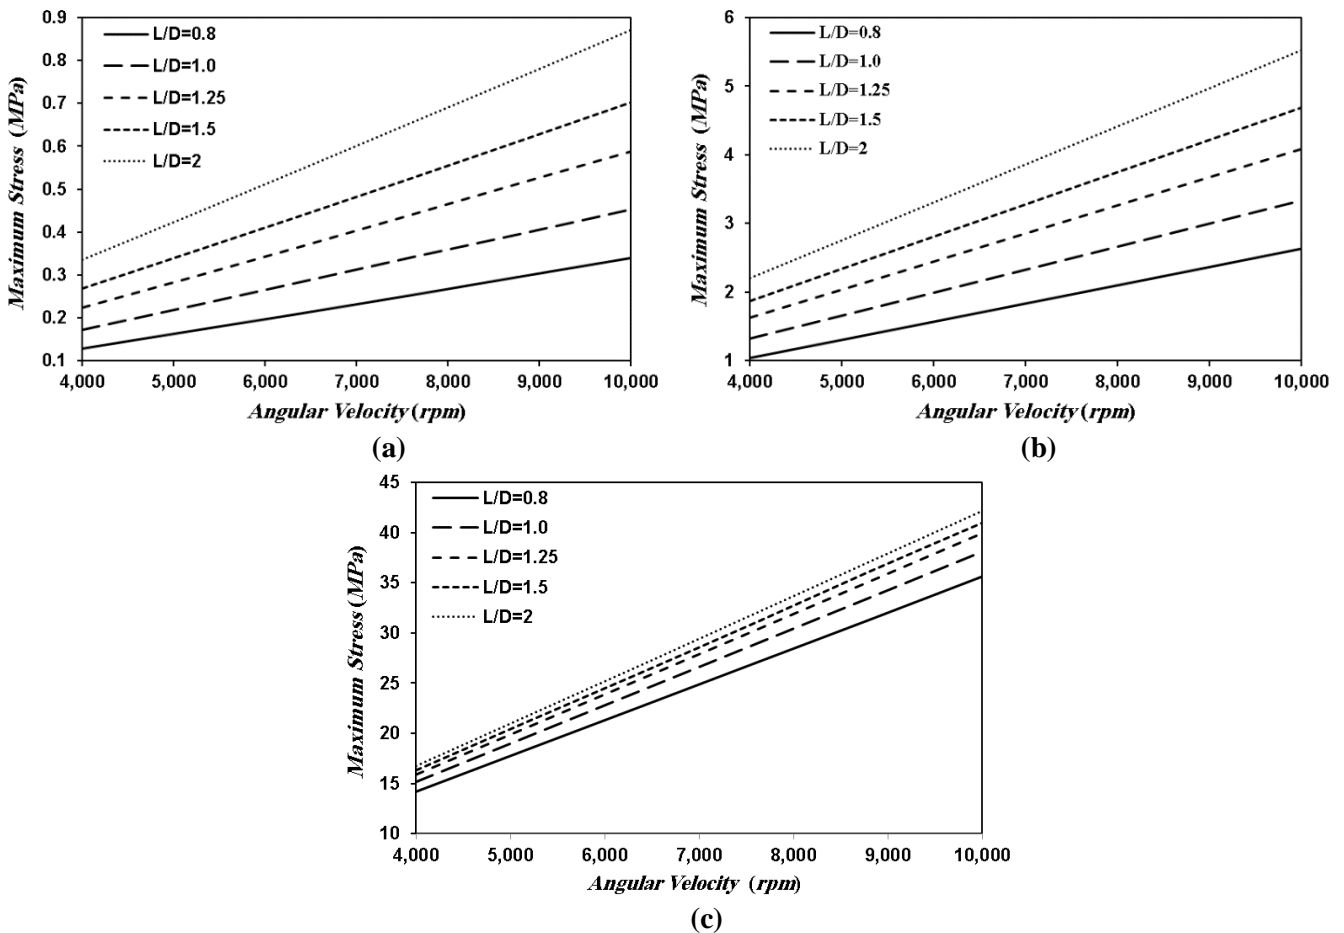 0.9
0.8
0.7
0.6
0.5
0.4
0.3
0.2
0.1
Maximum Stress (MPa)
L/D=0.8
L/D=1.0
L/D=1.25
L/D=1.5
L/D=2
4,000 5,000 6,000 7,000 8,000 9,000 10,000
Angular Velocity (rpm)
(a)
6
5
4
3
2
1
Maximum Stress (MPa)
L/D=0.8
L/D=1.0
L/D=1.25
L/D=1.5
L/D=2
4,000 5,000 6,000 7,000 8,000 9,000 10,000
Angular Velocity (rpm)
(b)
45
40
35
30
25
20
15
10
Maximum Stress (MPa)
L/D=0.8
L/D=1.0
L/D=1.25
L/D=1.5
L/D=2
4,000 5,000 6,000 7,000 8,000 9,000 10,000
Angular Velocity (rpm)
(c)